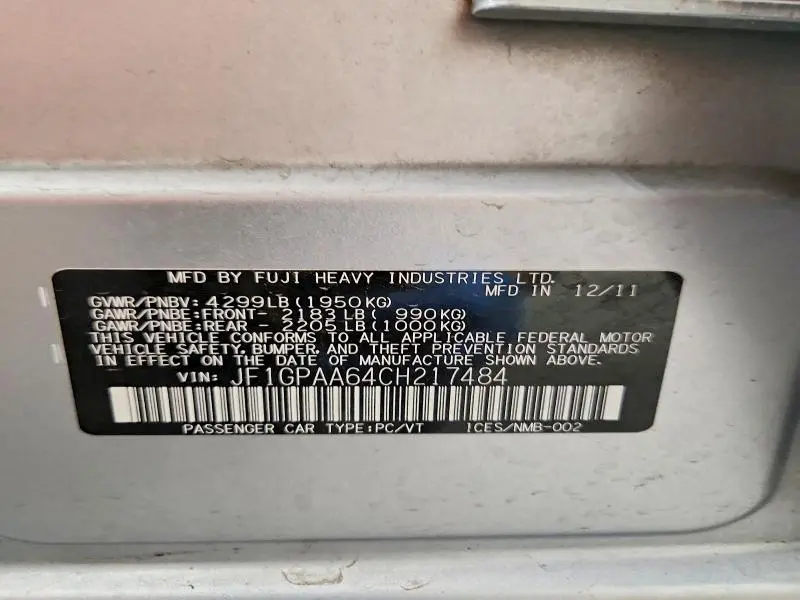 MFD BY FUJI HEAVY INDUSTRIES LTD.
MFD IN 12/11
GVWR/PNBV: 4299LB(1950KG)
GAWR/PNBE:FRONT- 2183LB( 990KG)
GAWR/PNBE:REAR - 2205LB(1000KG)
THIS VEHICLE CONFORMS TO ALL APPLICABLE FEDERAL MOTOR
VEHICLE SAFETY, BUMPER, AND THEFT PREVENTION STANDARDS
IN EFFECT ON THE DATE OF MANUFACTURE SHOWN ABOVE.
VIN: JF1GPAA64CH217484
PASSENGER CAR TYPE:PC/VT 1CES/NMB-002